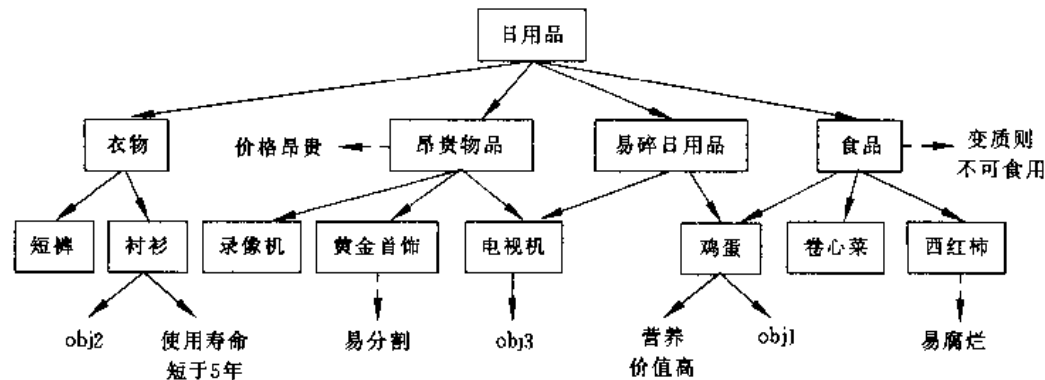 日用品
衣物
价格昂贵
昂贵物品
易碎日用品
食品
变质则
不可食用
短裤
衬衫
录像机
黄金首饰
电视机
鸡蛋
卷心菜
西红柿
obj2
使用寿命
短于5年
易分割
obj3
营养
价值高
obj1
易腐烂